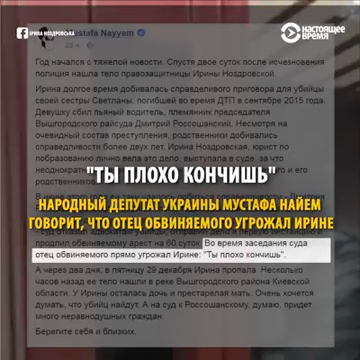 ІРИНА НОЗДРОВСЬКА
НАСТОЯЩЕЕ
ВРЕМЯ
Mustafa Nayyem
Год начался с тяжелой новости. Спустя двое суток после исчезновения
полиция нашла тело правозащитницы Ирины Ноздровской.
Ирина долгое время добивалась справедливого приговора для убийцы
своей сестры Светланы, погибшей во время ДТП в сентябре 2015 года.
Девушку сбил пьяный водитель, племянник председателя
Вышгородского райсуда Дмитрий Россошанский. Несмотря на
очевидный состав преступления, родственники добивались
справедливости более двух лет. Ирина Ноздровская, юрист по
образованию лично вела это дело, выступала в суде, за что
"ТЫ ПЛОХО КОНЧИШЬ"
НАРОДНЫЙ ДЕПУТАТ УКРАИНЫ МУСТАФА НАЙЕМ
ГОВОРИТ, ЧТО ОТЕЦ ОБВИНЯЕМОГО УГРОЖАЛ ИРИНЕ
продлил обвиняемому арест на 60 суток. Во время заседания суда
отец обвиняемого прямо угрожал Ирине: "Ты плохо кончишь".
А через два дня, в пятницу 29 декабря Ирина пропала. Несколько
часов назад ее тело нашли в реке Вышгородского района Киевской
области. У Ирины осталась дочь и престарелая мать. Очень хочется
думать, что убийц найдут. А на суд к Россошанскому, думаю, придет
много неравнодушных граждан.
Берегите себя и близких.